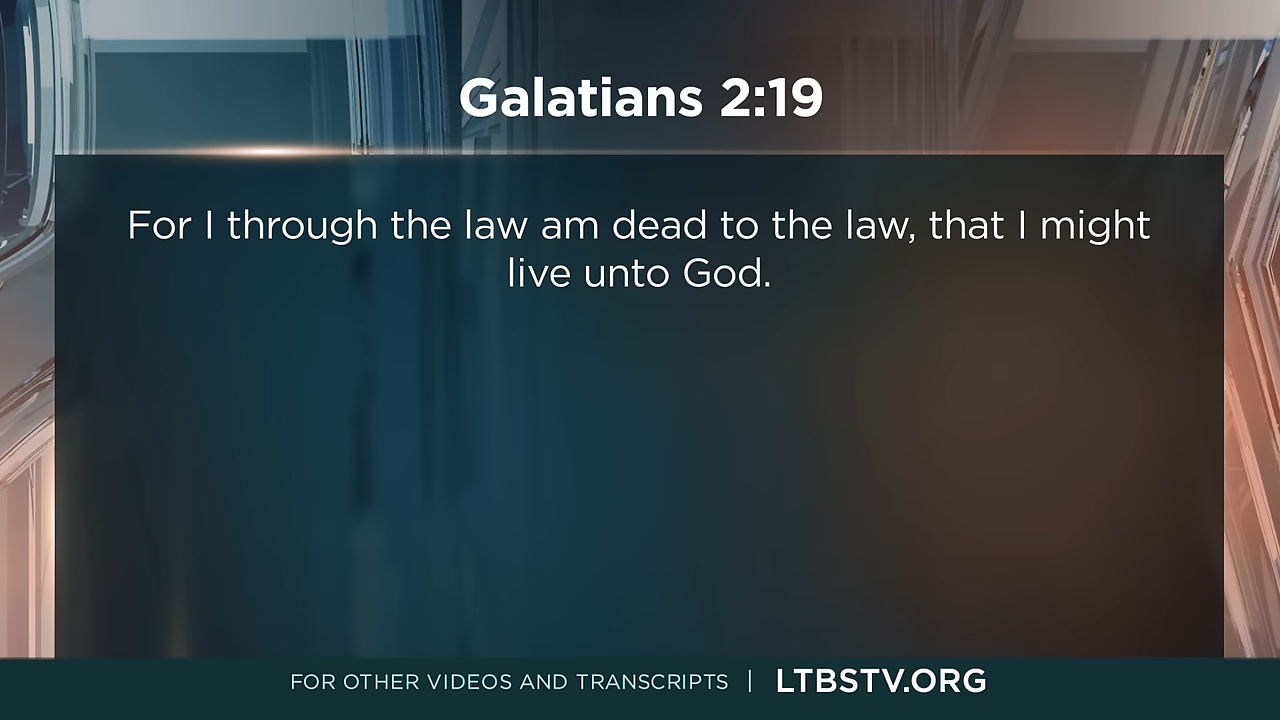 Galatians 2:19
For I through the law am dead to the law, that I might
live unto God.
FOR OTHER VIDEOS AND TRANSCRIPTS | LTBSTV.ORG